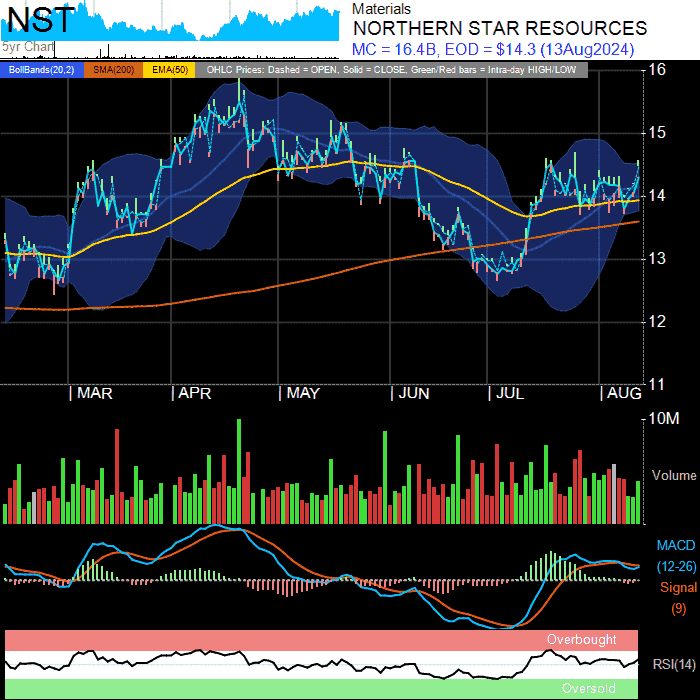 NST
5yr Chart
Materials
NORTHERN STAR RESOURCES
MC = 16.4B, EOD = $14.3 (13Aug2024)
BollBands(20,2) SMA(200) EMA(50) OHLC Prices: Dashed = OPEN, Solid = CLOSE, Green/Red bars = Intra-day HIGH/LOW
16
15
14
13
12
11
MAR APR MAY JUN JUL AUG
10M
Volume
MACD
(12-26)
Signal
(9)
Overbought
RSI(14)
Oversold